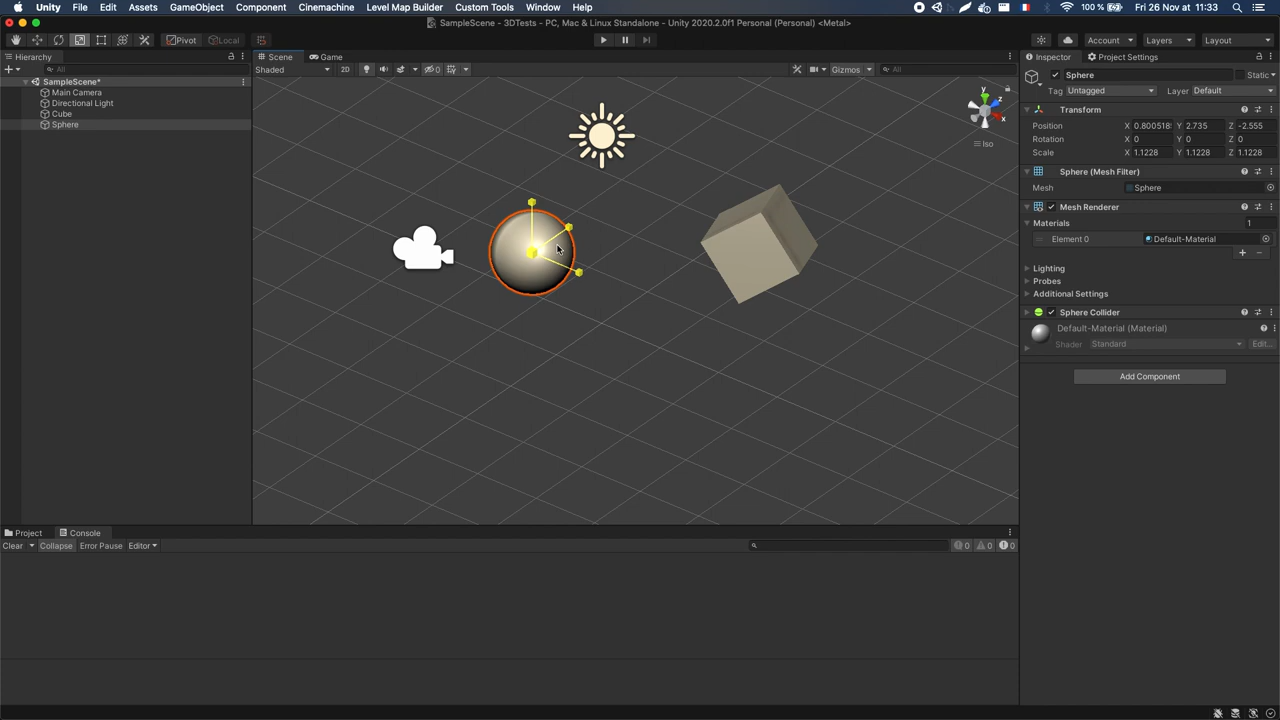 Unity File Edit Assets GameObject Component Cinemachine Level Map Builder Custom Tools Window Help 100 % Fri 26 Nov at 11:33
SampleScene - 3DTests - PC, Mac & Linux Standalone - Unity 2020.2.0f1 Personal (Personal) <Metal>
Pivot Local Account Layers Layout
Hierarchy Scene Game Inspector Project Settings
All Shaded 2D 0 Gizmos All Sphere Static
SampleScene*
Main Camera
Directional Light
Cube
Sphere
y
z
x
Iso
Tag Untagged Layer Default
Transform
Position X 0.800518 Y 2.735 Z -2.555
Rotation X 0 Y 0 Z 0
Scale X 1.1228 Y 1.1228 Z 1.1228
Sphere (Mesh Filter)
Mesh Sphere
Mesh Renderer
Materials 1
Element 0 Default-Material
Lighting
Probes
Additional Settings
Sphere Collider
Default-Material (Material)
Shader Standard Edit...
Add Component
Project Console
Clear Collapse Error Pause Editor 0 0 0